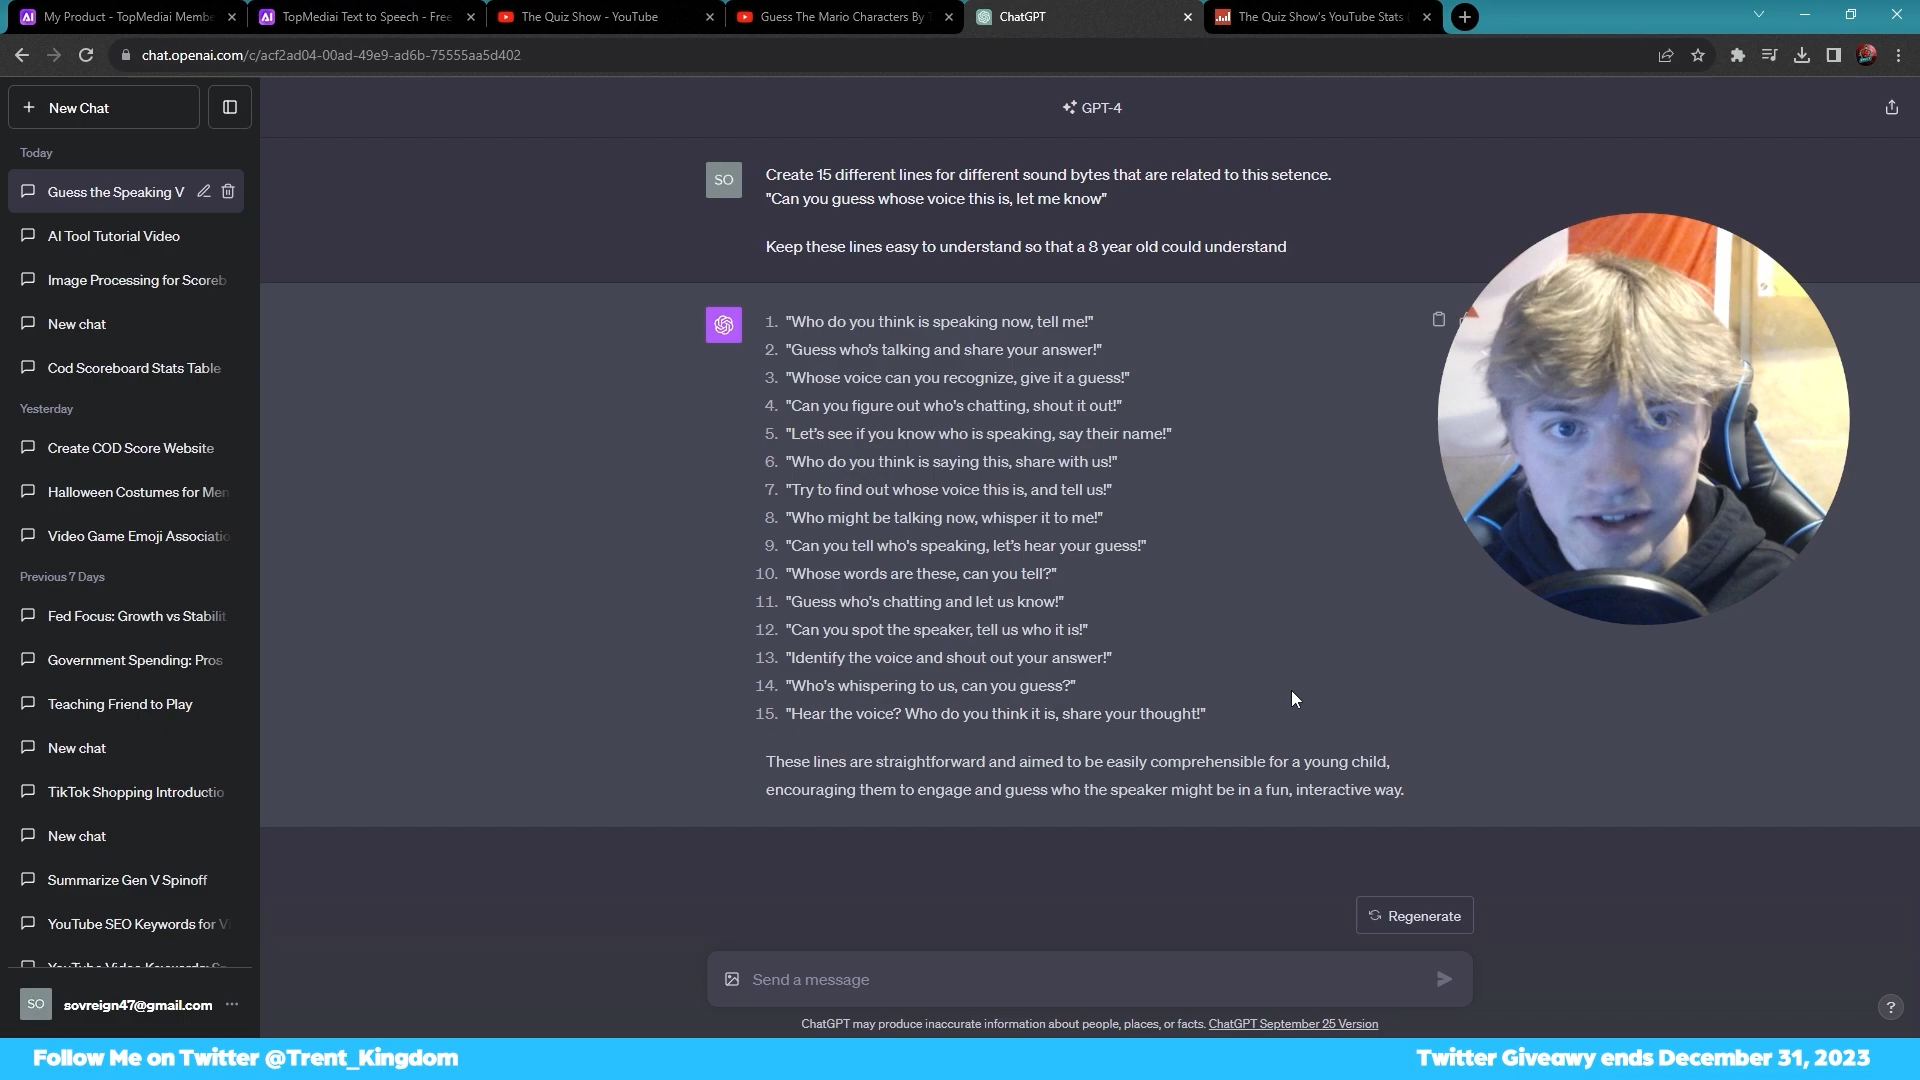 My Product - TopMediai Membe
TopMediai Text to Speech - Free
The Quiz Show - YouTube
Guess The Mario Characters By T
ChatGPT
The Quiz Show's YouTube Stats
chat.openai.com/c/acf2ad04-00ad-49e9-ad6b-75555aa5d402
New Chat
GPT-4
Today
Guess the Speaking V
AI Tool Tutorial Video
Image Processing for Scoreb
New chat
Cod Scoreboard Stats Table
Yesterday
Create COD Score Website
Halloween Costumes for Men
Video Game Emoji Associatio
Previous 7 Days
Fed Focus: Growth vs Stabilit
Government Spending: Pros
Teaching Friend to Play
New chat
TikTok Shopping Introductio
New chat
Summarize Gen V Spinoff
YouTube SEO Keywords for V
SO
sovreign47@gmail.com
SO
Create 15 different lines for different sound bytes that are related to this setence.
"Can you guess whose voice this is, let me know"
Keep these lines easy to understand so that a 8 year old could understand
1. "Who do you think is speaking now, tell me!"
2. "Guess who's talking and share your answer!"
3. "Whose voice can you recognize, give it a guess!"
4. "Can you figure out who's chatting, shout it out!"
5. "Let's see if you know who is speaking, say their name!"
6. "Who do you think is saying this, share with us!"
7. "Try to find out whose voice this is, and tell us!"
8. "Who might be talking now, whisper it to me!"
9. "Can you tell who's speaking, let's hear your guess!"
10. "Whose words are these, can you tell?"
11. "Guess who's chatting and let us know!"
12. "Can you spot the speaker, tell us who it is!"
13. "Identify the voice and shout out your answer!"
14. "Who's whispering to us, can you guess?"
15. "Hear the voice? Who do you think it is, share your thought!"
These lines are straightforward and aimed to be easily comprehensible for a young child,
encouraging them to engage and guess who the speaker might be in a fun, interactive way.
Regenerate
Send a message
ChatGPT may produce inaccurate information about people, places, or facts. ChatGPT September 25 Version
?
Follow Me on Twitter @Trent_Kingdom
Twitter Giveawy ends December 31, 2023